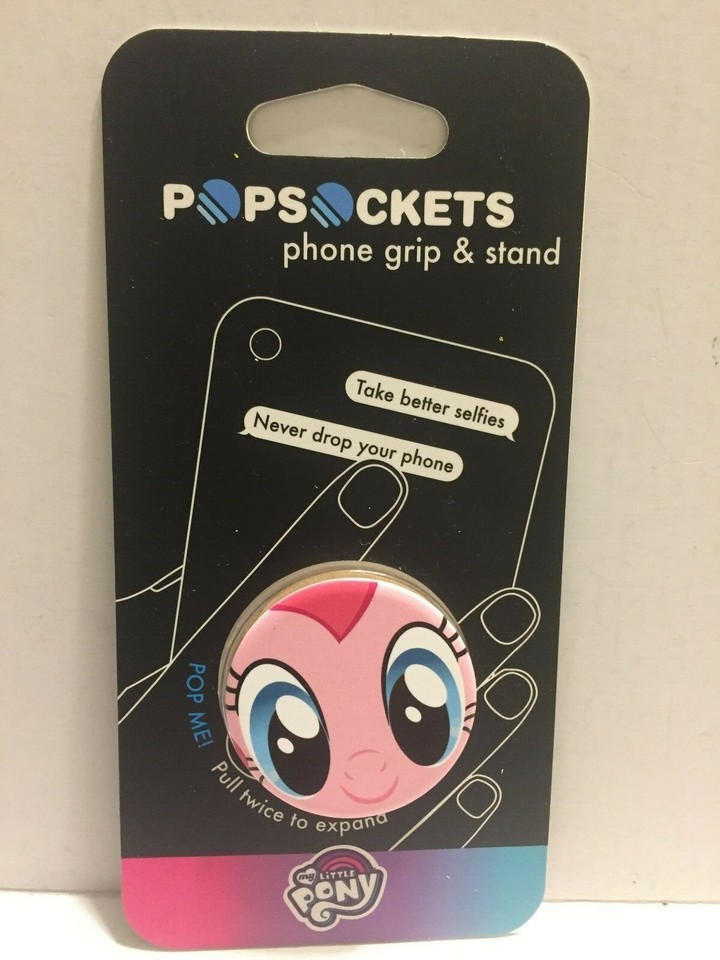 POPSOCKETS
phone grip & stand
Take better selfies
Never drop your phone
POP ME!
Pull twice to expand
my LiTTLE
PONY